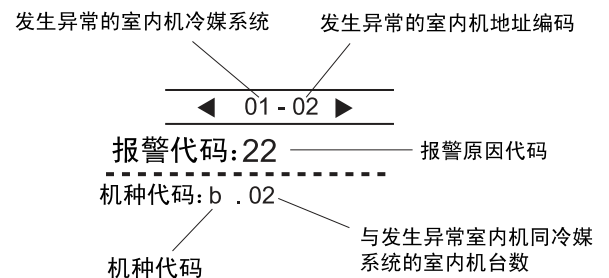 发生异常的室内机冷媒系统
发生异常的室内机地址编码
◀ 01 - 02 ▶
报警代码:22
报警原因代码
机种代码:b . 02
机种代码
与发生异常室内机同冷媒
系统的室内机台数